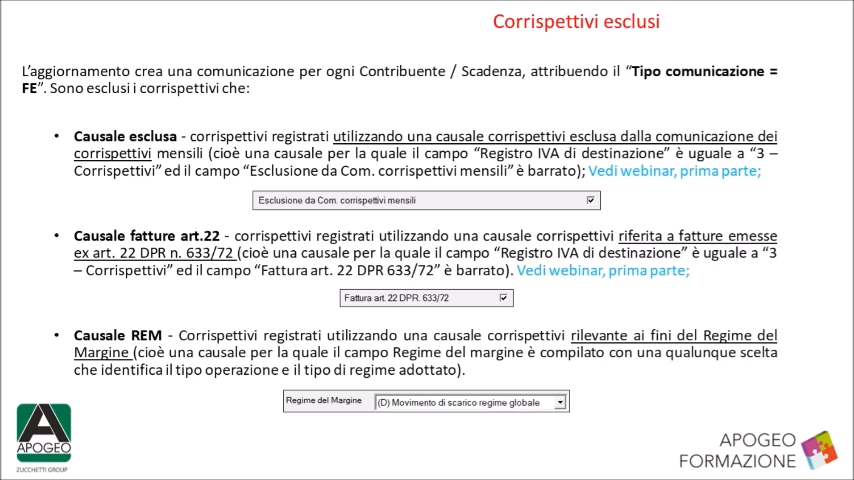 Corrispettivi esclusi
L'aggiornamento crea una comunicazione per ogni Contribuente / Scadenza, attribuendo il "Tipo comunicazione =
FE". Sono esclusi i corrispettivi che:
• Causale esclusa - corrispettivi registrati utilizzando una causale corrispettivi esclusa dalla comunicazione dei
corrispettivi mensili (cioè una causale per la quale il campo "Registro IVA di destinazione" è uguale a "3 –
Corrispettivi" ed il campo "Esclusione da Com. corrispettivi mensili" è barrato); Vedi webinar, prima parte;
Esclusione da Com. corrispettivi mensili
• Causale fatture art.22 - corrispettivi registrati utilizzando una causale corrispettivi riferita a fatture emesse
ex art. 22 DPR n. 633/72 (cioè una causale per la quale il campo "Registro IVA di destinazione" è uguale a "3
– Corrispettivi" ed il campo "Fattura art. 22 DPR 633/72" è barrato). Vedi webinar, prima parte;
Fattura art. 22 DPR. 633/72
• Causale REM - Corrispettivi registrati utilizzando una causale corrispettivi rilevante ai fini del Regime del
Margine (cioè una causale per la quale il campo Regime del margine è compilato con una qualunque scelta
che identifica il tipo operazione e il tipo di regime adottato).
Regime del Margine (D) Movimento di scarico regime globale
APOGEO
ZUCCHETTI GROUP
APOGEO
FORMAZIONE